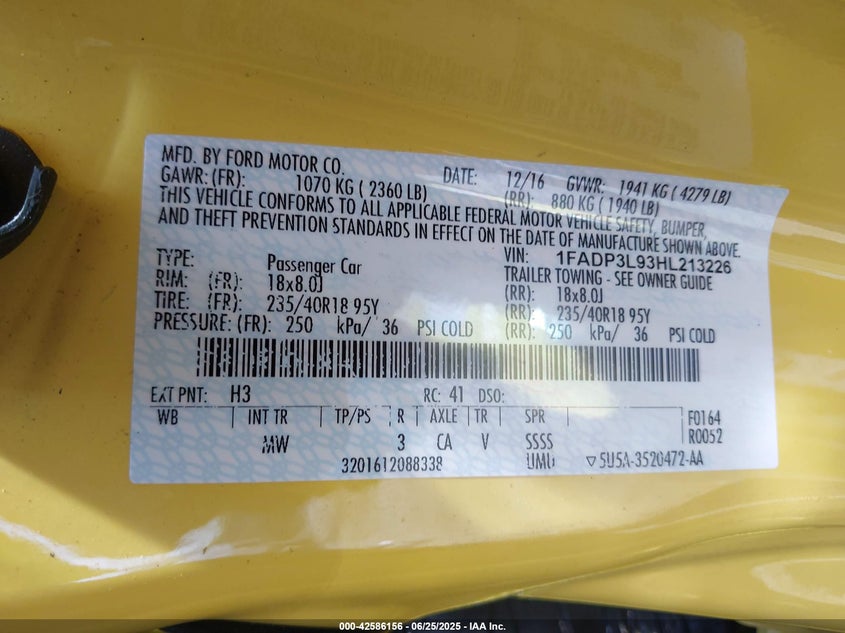 MFD. BY FORD MOTOR CO. DATE: 12/16 GVWR: 1941 KG ( 4279 LB)
GAWR: (FR): 1070 KG ( 2360 LB) (RR): 880 KG ( 1940 LB)
THIS VEHICLE CONFORMS TO ALL APPLICABLE FEDERAL MOTOR VEHICLE SAFETY, BUMPER,
AND THEFT PREVENTION STANDARDS IN EFFECT ON THE DATE OF MANUFACTURE SHOWN ABOVE.
VIN: 1FADP3L93HL213226
TYPE: Passenger Car TRAILER TOWING - SEE OWNER GUIDE
RIM: (FR): 18x8.0J (RR): 18x8.0J
TIRE: (FR): 235/40R18 95Y (RR): 235/40R18 95Y
PRESSURE: (FR): 250 kPa/ 36 PSI COLD (RR): 250 kPa/ 36 PSI COLD
EXT PNT: H3 RC: 41 DSO:
WB INT TR TP/PS R AXLE TR SPR F0164
MW 3 CA V SSSS R0052
3201612088338 UMU ▽5U5A-3520472-AA
000-42586156 - 06/25/2025 - IAA Inc.